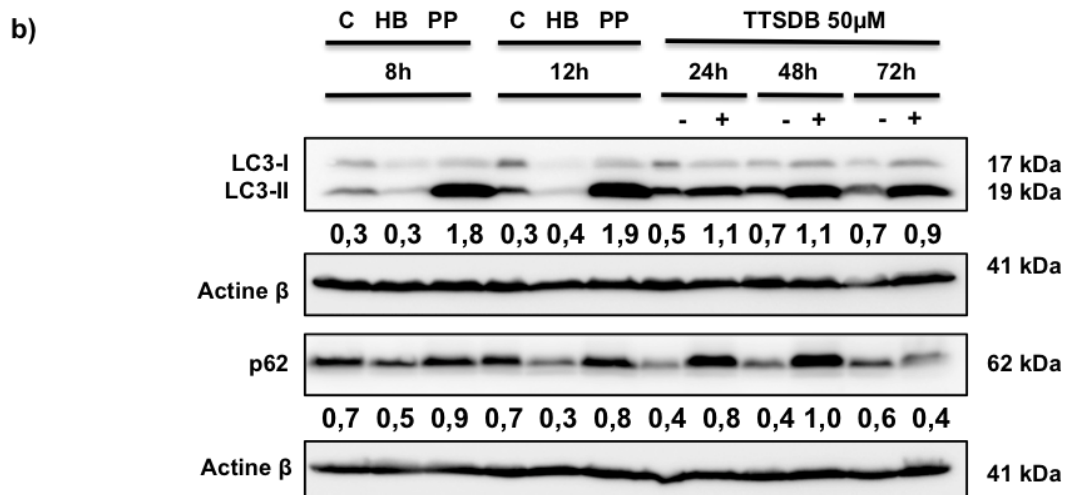 b)
C HB PP C HB PP TTSDB 50µM
8h 12h 24h 48h 72h
- + - + - +
LC3-I 17 kDa
LC3-II 19 kDa
0,3 0,3 1,8 0,3 0,4 1,9 0,5 1,1 0,7 1,1 0,7 0,9
Actine β 41 kDa
p62 62 kDa
0,7 0,5 0,9 0,7 0,3 0,8 0,4 0,8 0,4 1,0 0,6 0,4
Actine β 41 kDa